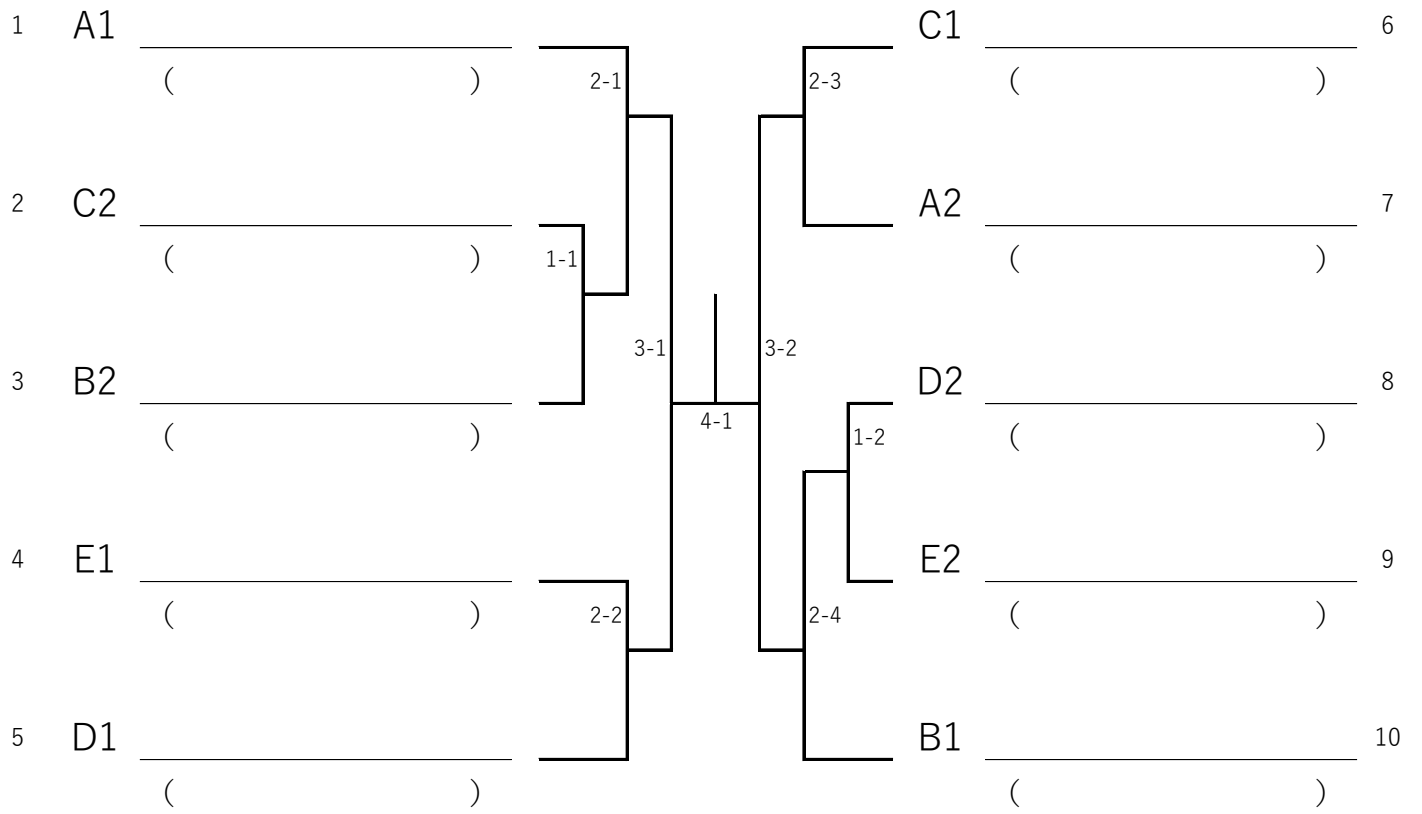 1 A1 C1 6
( ) 2-1 2-3 ( )
2 C2 A2 7
( ) 1-1 ( )
3-1 3-2
3 B2 D2 8
4-1
( ) 1-2 ( )
4 E1 E2 9
( ) 2-2 2-4 ( )
5 D1 B1 10
( ) ( )